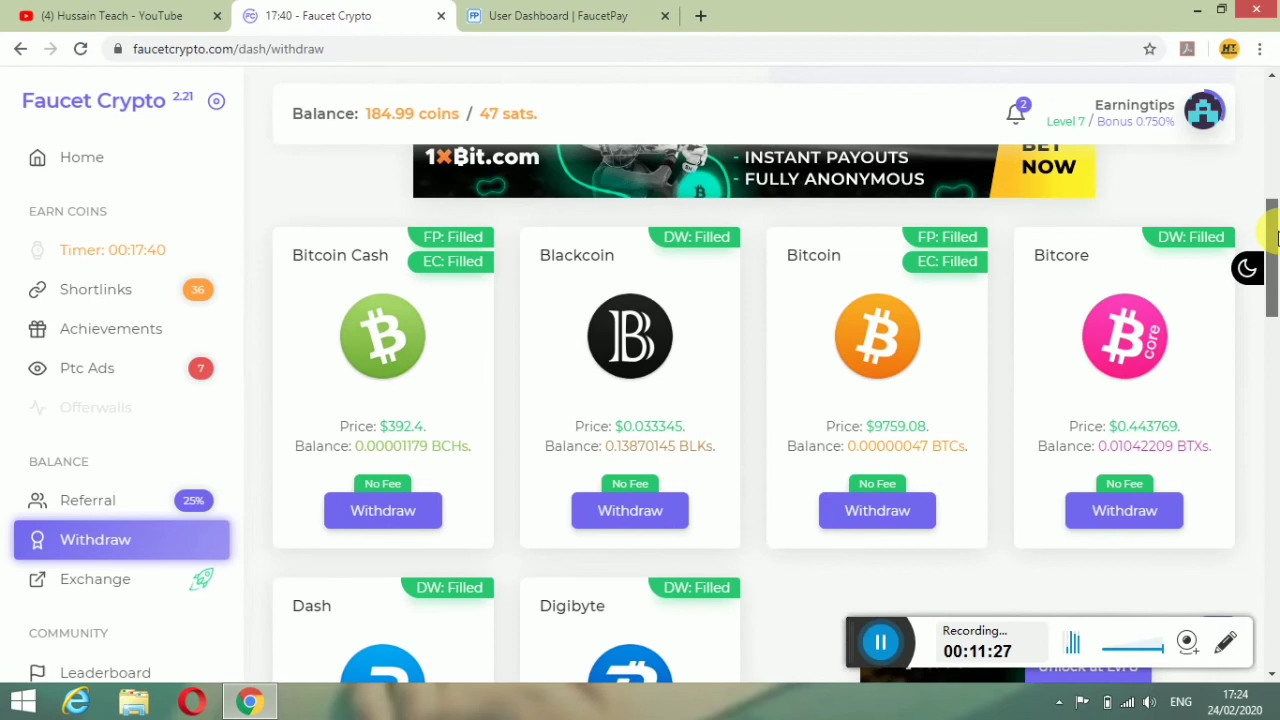 (4) Hussain Teach - YouTube
17:40 - Faucet Crypto
User Dashboard | FaucetPay
faucetcrypto.com/dash/withdraw
Faucet Crypto 2.21
Balance: 184.99 coins / 47 sats.
2
Earningtips
Level 7 / Bonus 0.750%
1XBit.com
- INSTANT PAYOUTS
- FULLY ANONYMOUS
BET
NOW
Home
EARN COINS
Timer: 00:17:40
Shortlinks 36
Achievements
Ptc Ads 7
Offerwalls
BALANCE
Referral 25%
Withdraw
Exchange
COMMUNITY
Leaderboard
FP: Filled
EC: Filled
Bitcoin Cash
Price: $392.4.
Balance: 0.00001179 BCHs.
No Fee
Withdraw
DW: Filled
Blackcoin
Price: $0.033345.
Balance: 0.13870145 BLKs.
No Fee
Withdraw
FP: Filled
EC: Filled
Bitcoin
Price: $9759.08.
Balance: 0.00000047 BTCs.
No Fee
Withdraw
DW: Filled
Bitcore
core
Price: $0.443769.
Balance: 0.01042209 BTXs.
No Fee
Withdraw
DW: Filled
Dash
DW: Filled
Digibyte
Recording...
00:11:27
Unlock at Lvl 8
ENG
17:24
24/02/2020